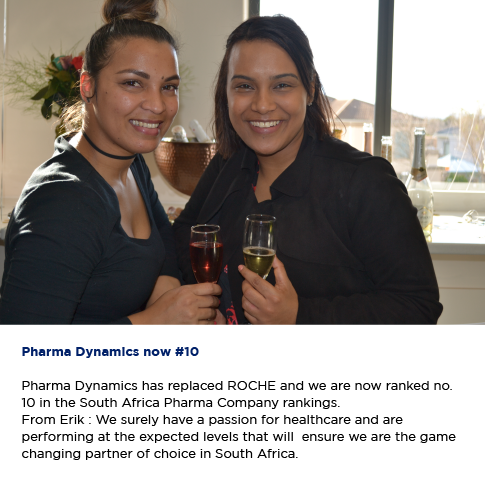 Pharma Dynamics now #10
Pharma Dynamics has replaced ROCHE and we are now ranked no.
10 in the South Africa Pharma Company rankings.
From Erik : We surely have a passion for healthcare and are
performing at the expected levels that will  ensure we are the game
changing partner of choice in South Africa.